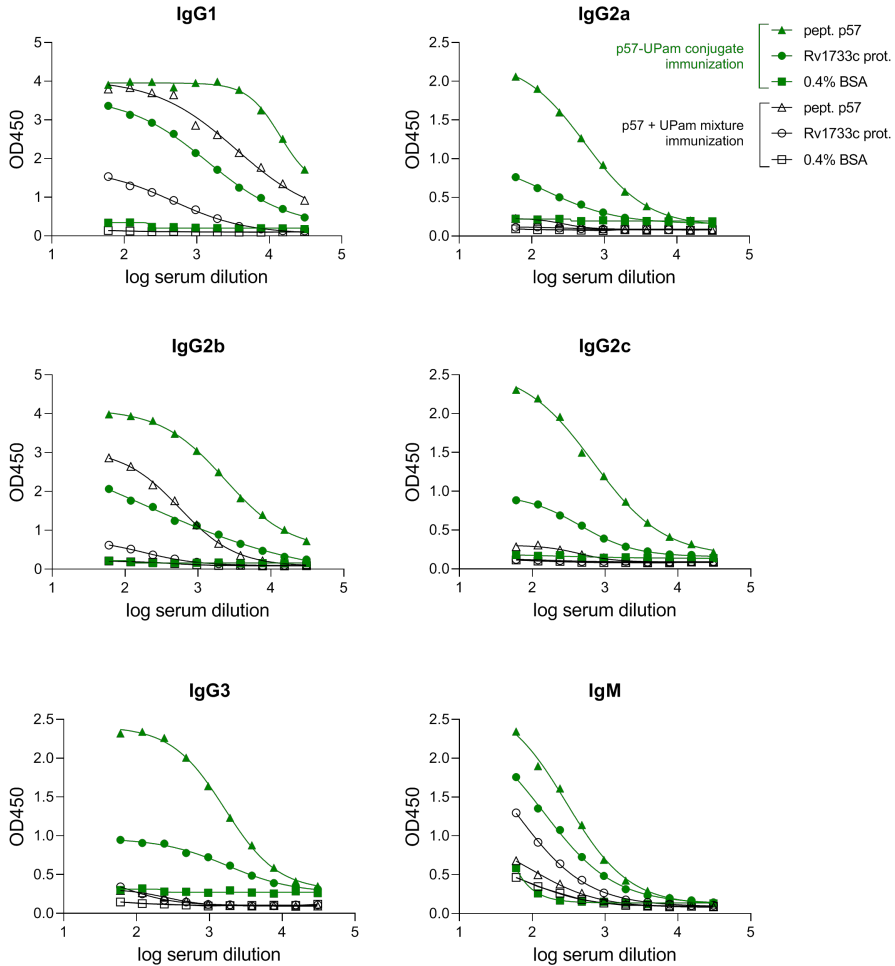 IgG1
IgG2a
p57-UPam conjugate
immunization
pept. p57
Rv1733c prot.
0.4% BSA
p57 + UPam mixture
immunization
pept. p57
Rv1733c prot.
0.4% BSA
OD450
5
4
3
2
1
0
1 2 3 4 5
log serum dilution
OD450
2.5
2.0
1.5
1.0
0.5
0.0
1 2 3 4 5
log serum dilution
IgG2b
IgG2c
OD450
5
4
3
2
1
0
1 2 3 4 5
log serum dilution
OD450
2.5
2.0
1.5
1.0
0.5
0.0
1 2 3 4 5
log serum dilution
IgG3
IgM
OD450
2.5
2.0
1.5
1.0
0.5
0.0
1 2 3 4 5
log serum dilution
OD450
2.5
2.0
1.5
1.0
0.5
0.0
1 2 3 4 5
log serum dilution